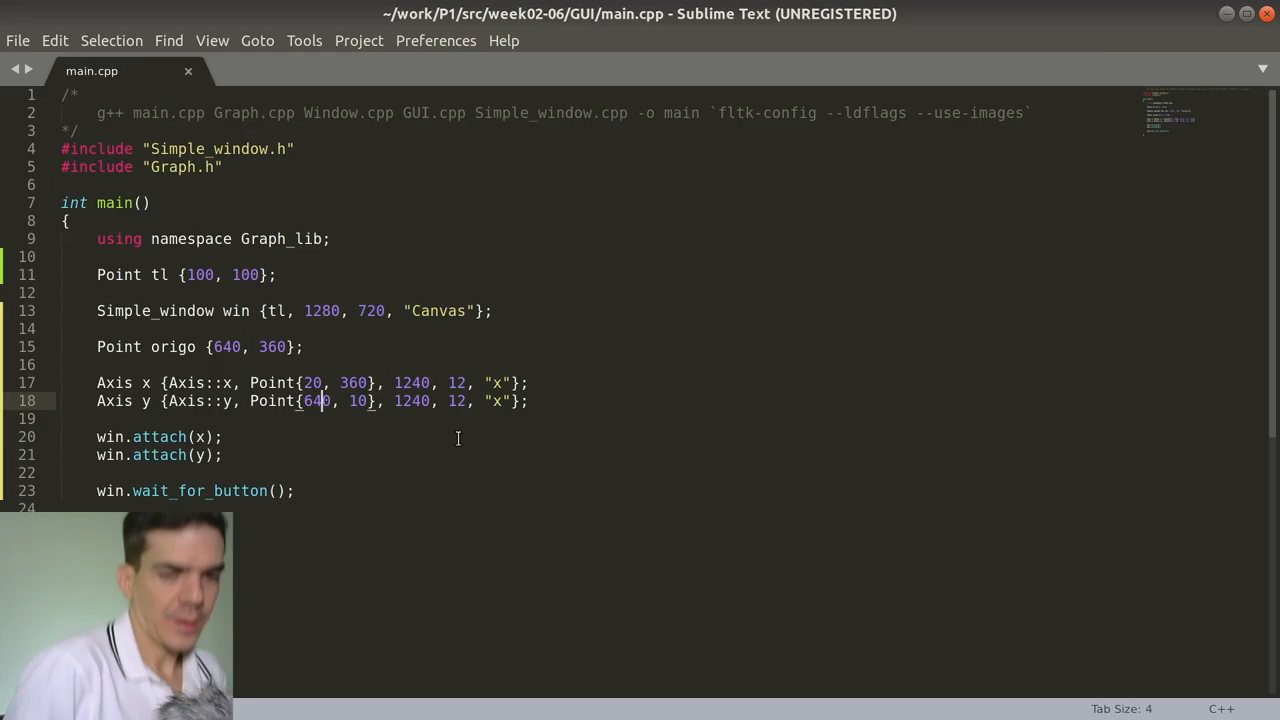 ~/work/P1/src/week02-06/GUI/main.cpp - Sublime Text (UNREGISTERED)
File Edit Selection Find View Goto Tools Project Preferences Help
main.cpp
1 /*
2 g++ main.cpp Graph.cpp Window.cpp GUI.cpp Simple_window.cpp -o main `fltk-config --ldflags --use-images`
3 */
4 #include "Simple_window.h"
5 #include "Graph.h"
6
7 int main()
8 {
9 using namespace Graph_lib;
10
11 Point tl {100, 100};
12
13 Simple_window win {tl, 1280, 720, "Canvas"};
14
15 Point origo {640, 360};
16
17 Axis x {Axis::x, Point{20, 360}, 1240, 12, "x"};
18 Axis y {Axis::y, Point{640, 10}, 1240, 12, "x"};
19
20 win.attach(x);
21 win.attach(y);
22
23 win.wait_for_button();
24
Tab Size: 4 C++